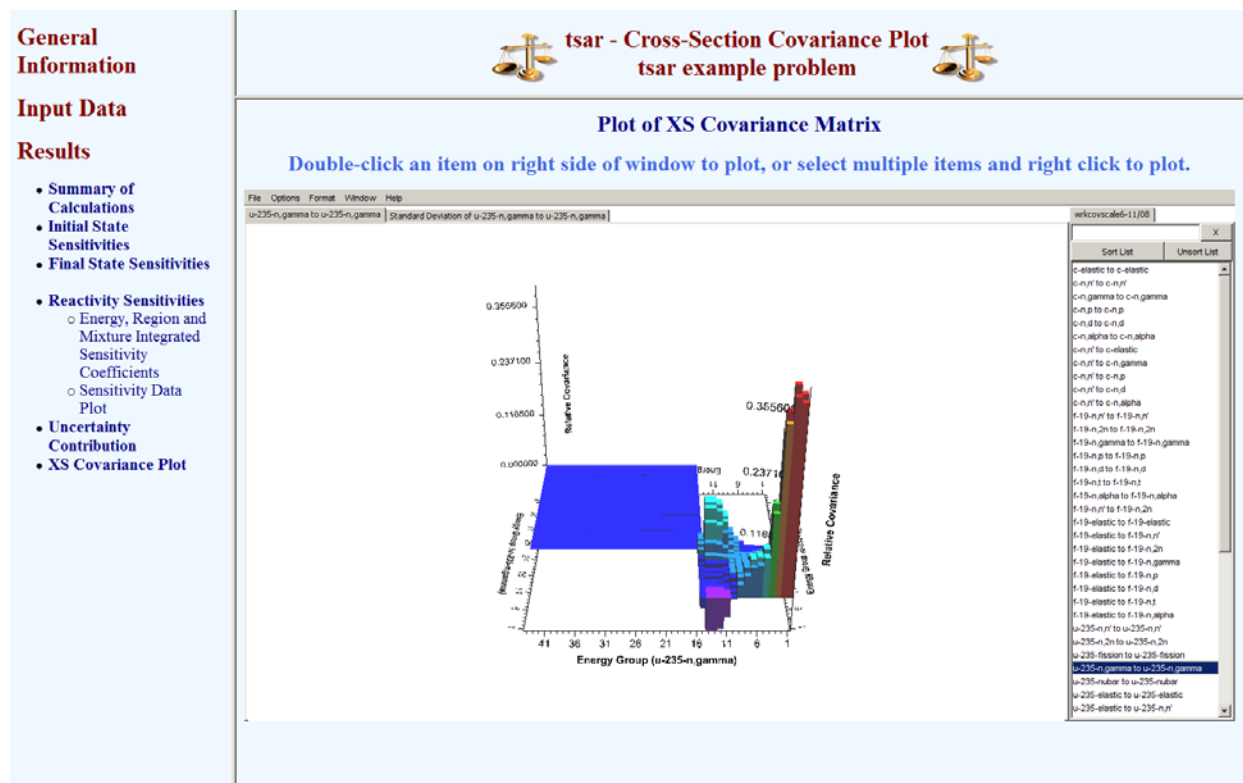 General
Information
Input Data
Results
Summary of
Calculations
Initial State
Sensitivities
Final State Sensitivities
Reactivity Sensitivities
Energy, Region and
Mixture Integrated
Sensitivity
Coefficients
Sensitivity Data
Plot
Uncertainty
Contribution
XS Covariance Plot
tsar - Cross-Section Covariance Plot
tsar example problem
Plot of XS Covariance Matrix
Double-click an item on right side of window to plot, or select multiple items and right click to plot.
File Options Format Window Help
u-235-n,gamma to u-235-n,gamma Standard Deviation of u-235-n,gamma to u-235-n,gamma
0.355600
0.237100
0.118500
0.000000
Relative Covariance
0.35560
0.2371
0.118
Relative Covariance
11 6 1
41 36 31 26 21 16 11 6 1
Energy Group (u-235-n,gamma)
wrkcovscale6-11/08
X
Sort List Unsort List
c-elastic to c-elastic
c-n,n' to c-n,n'
c-n,gamma to c-n,gamma
c-n,p to c-n,p
c-n,d to c-n,d
c-n,alpha to c-n,alpha
c-n,n' to c-elastic
c-n,n' to c-n,gamma
c-n,n' to c-n,p
c-n,n' to c-n,d
c-n,n' to c-n,alpha
f-19-n,n' to f-19-n,n'
f-19-n,2n to f-19-n,2n
f-19-n,gamma to f-19-n,gamma
f-19-n,p to f-19-n,p
f-19-n,d to f-19-n,d
f-19-n,t to f-19-n,t
f-19-n,alpha to f-19-n,alpha
f-19-n,n' to f-19-n,2n
f-19-elastic to f-19-elastic
f-19-elastic to f-19-n,n'
f-19-elastic to f-19-n,2n
f-19-elastic to f-19-n,gamma
f-19-elastic to f-19-n,p
f-19-elastic to f-19-n,d
f-19-elastic to f-19-n,t
f-19-elastic to f-19-n,alpha
u-235-n,n' to u-235-n,n'
u-235-n,2n to u-235-n,2n
u-235-fission to u-235-fission
u-235-n,gamma to u-235-n,gamma
u-235-nubar to u-235-nubar
u-235-elastic to u-235-elastic
u-235-elastic to u-235-n,n'